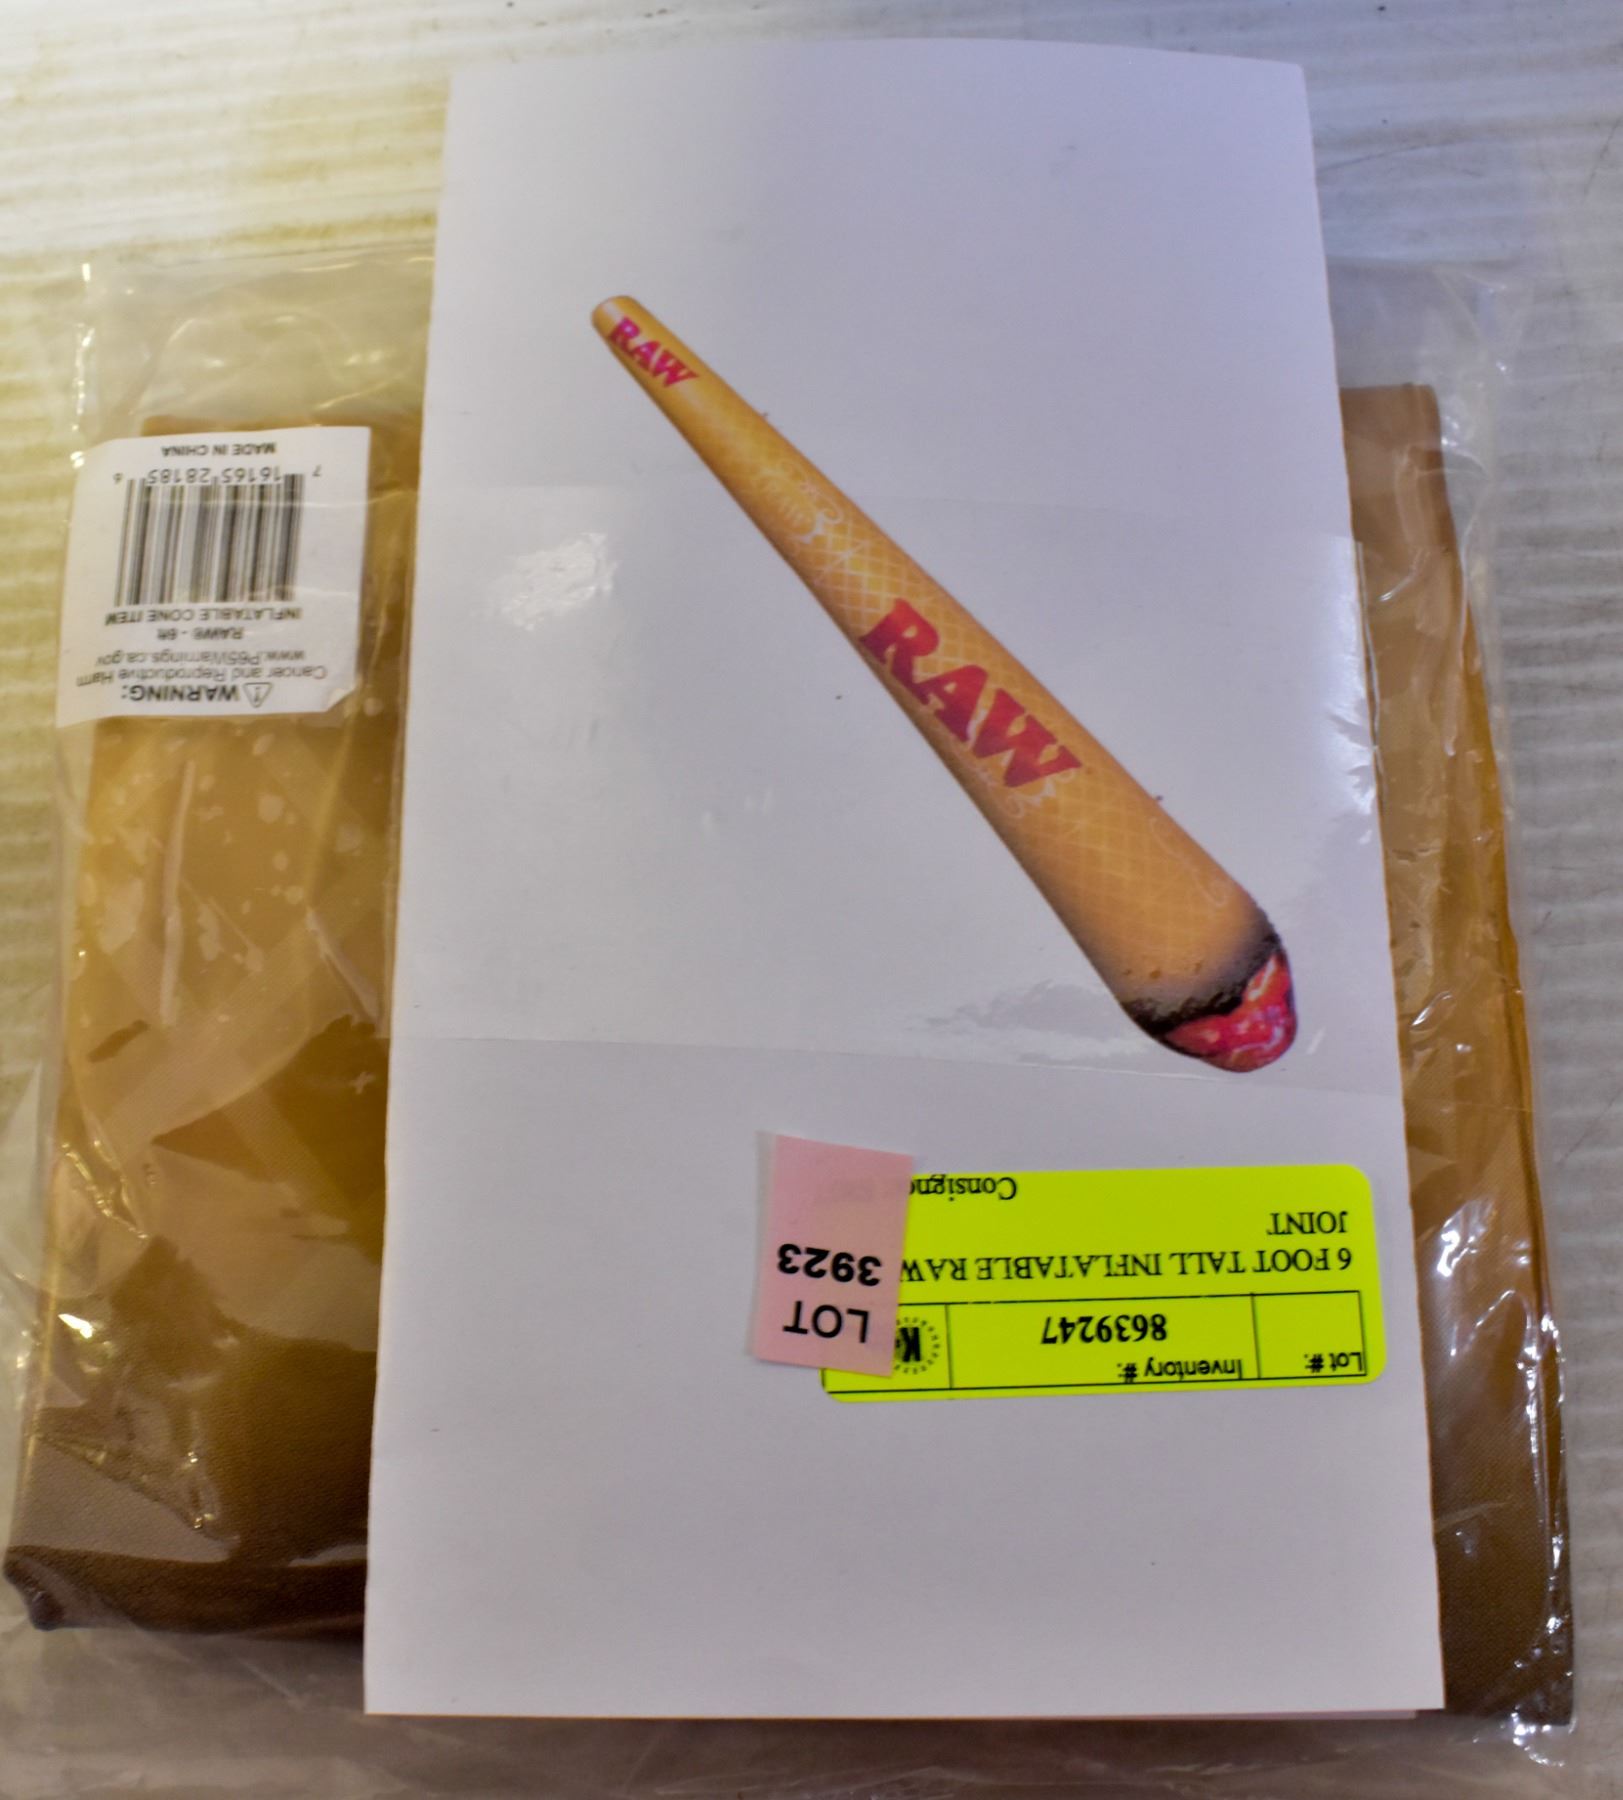 RAW
RAW
LOT
3923
Lot #:
Inventory #:
8639247
6 FOOT TALL INFLATABLE RAW
JOINT
⚠ WARNING:
Cancer and Reproductive Harm
www.P65Warnings.ca.gov
RAW6 - 6ft
INFLATABLE CONE ITEM
7 16165 28185 6
MADE IN CHINA